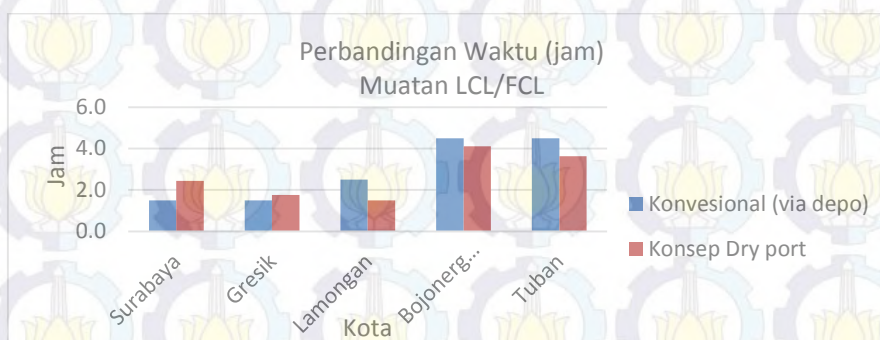 Perbandingan Waktu (jam)
Muatan LCL/FCL
Jam
6.0
4.0
2.0
0.0
Surabaya
Gresik
Lamongan
Bojonerg...
Tuban
Kota
Konvesional (via depo)
Konsep Dry port